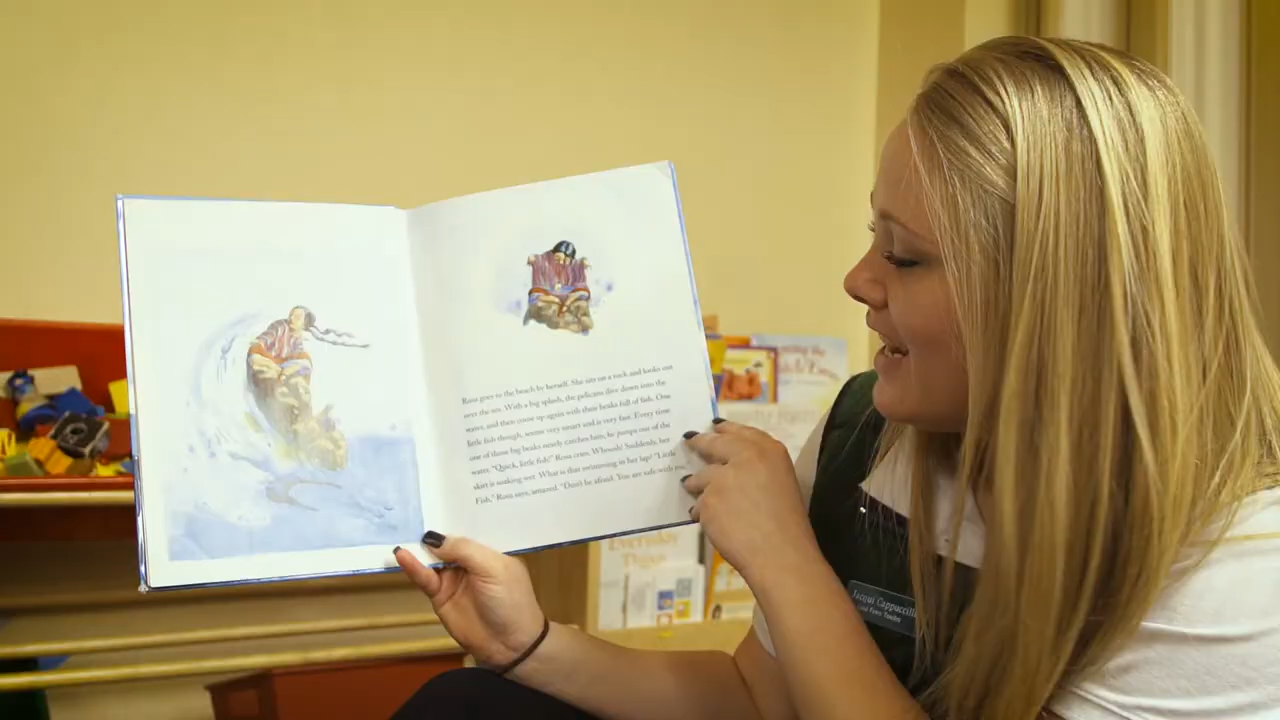 Rosa goes to the beach by herself. She sits on a rock and looks out
over the sea. With a big splash, the pelicans dive down into the
water, and then come up again with their beaks full of fish. One
little fish though, seems very smart and is very fast. Every time
one of those big beaks nearly catches him, he jumps out of the
water. "Quick, little fish!" Rosa cries. Whoosh! Suddenly, her
skirt is soaking wet. What is that swimming in her lap? "Little
Fish," Rosa says, amazed. "Don't be afraid. You are safe with me.
Everyday
Jacqui Cappuccilli